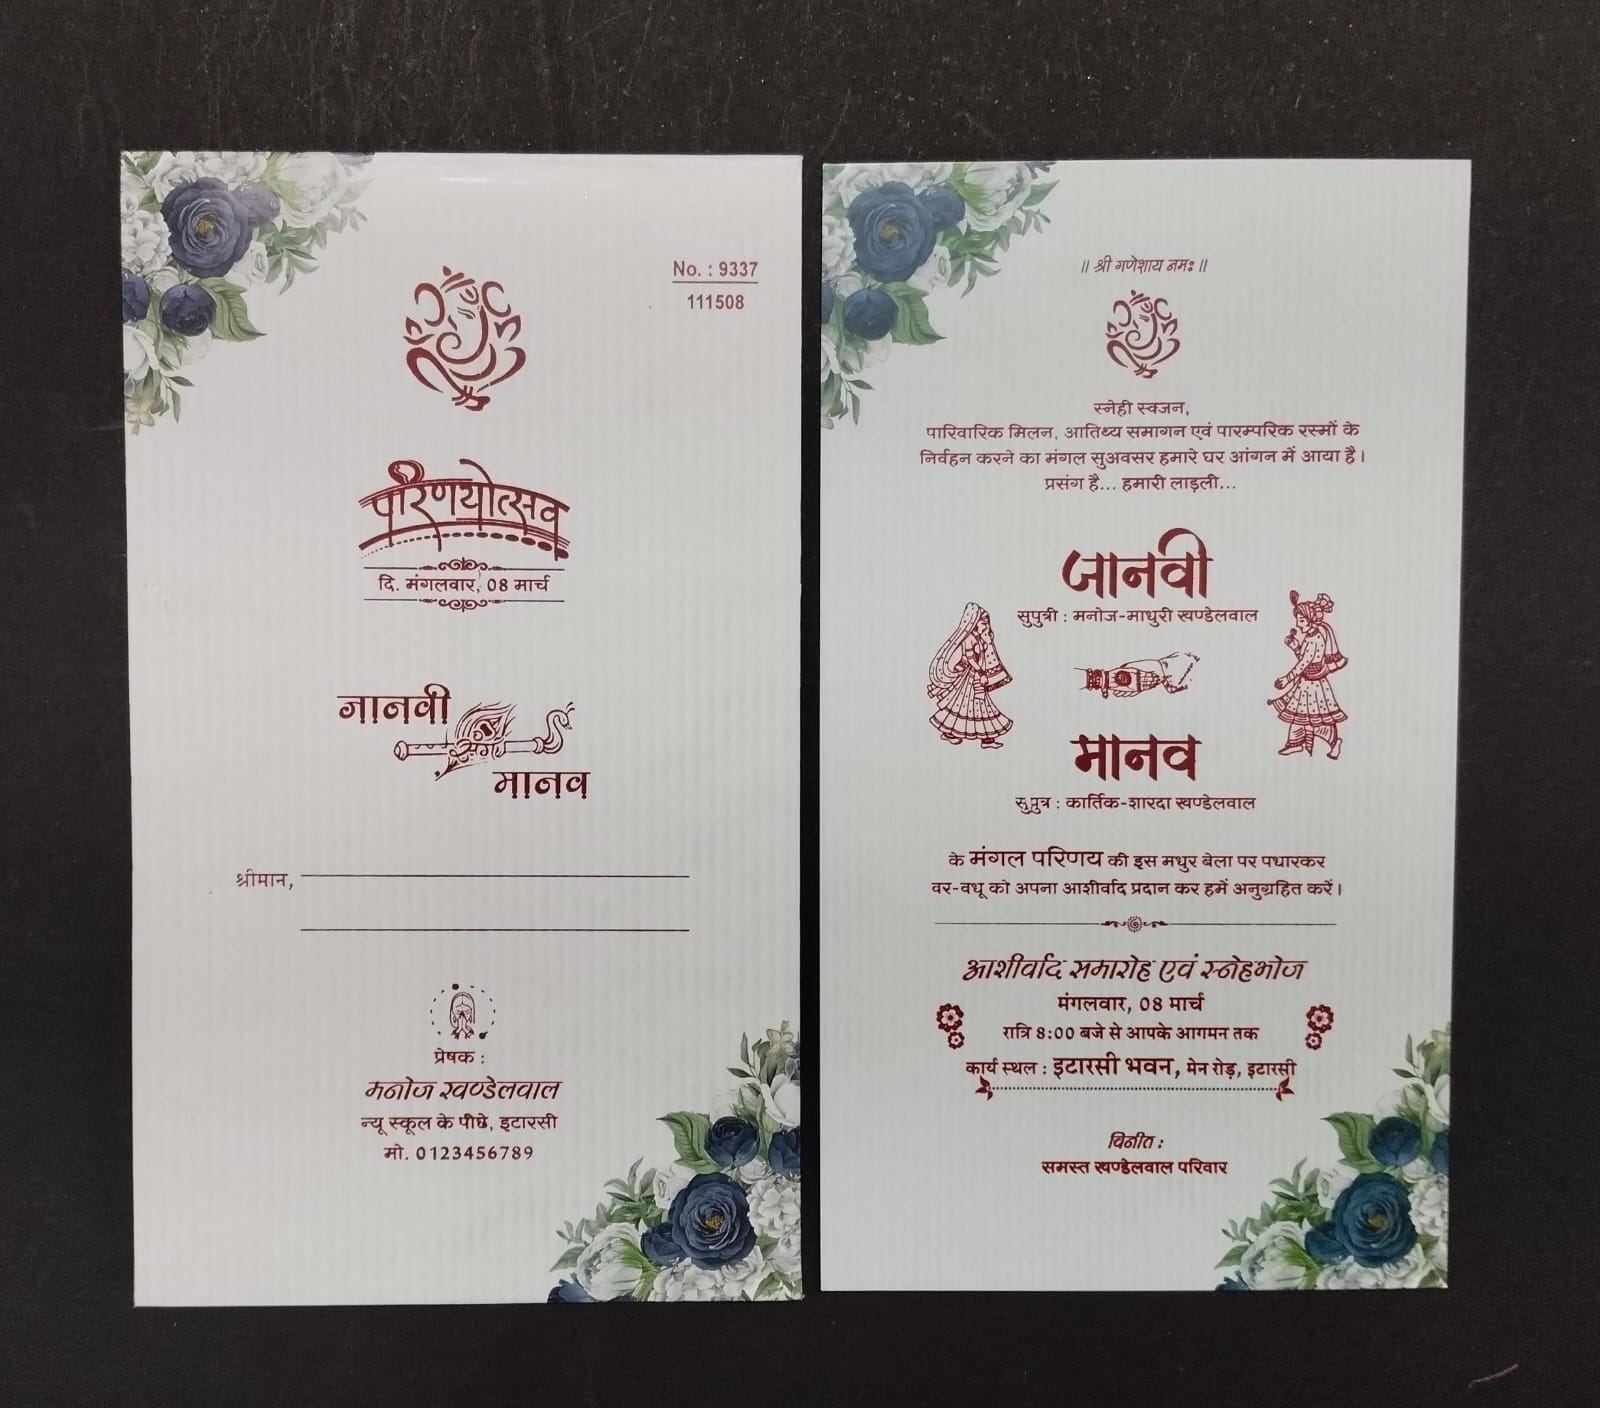 No. : 9337
111508
परिणयोत्सव
दि. मंगलवार, 08 मार्च
जानवी
संग
मानव
श्रीमान,
प्रेषक :
मनोज खण्डेलवाल
न्यू स्कूल के पीछे, इटारसी
मो. 0123456789
॥ श्री गणेशाय नमः ॥
स्नेही स्वजन,
पारिवारिक मिलन, आतिथ्य समागन एवं पारम्परिक रस्मों के
निर्वहन करने का मंगल सुअवसर हमारे घर आंगन में आया है।
प्रसंग है... हमारी लाड़ली...
जानवी
सुपुत्री : मनोज-माधुरी खण्डेलवाल
मानव
सुपुत्र : कार्तिक-शारदा खण्डेलवाल
के मंगल परिणय की इस मधुर बेला पर पधारकर
वर-वधू को अपना आशीर्वाद प्रदान कर हमें अनुग्रहित करें।
आशीर्वाद समारोह एवं स्नेहभोज
मंगलवार, 08 मार्च
रात्रि 8:00 बजे से आपके आगमन तक
कार्य स्थल : इटारसी भवन, मेन रोड़, इटारसी
विनीत :
समस्त खण्डेलवाल परिवार